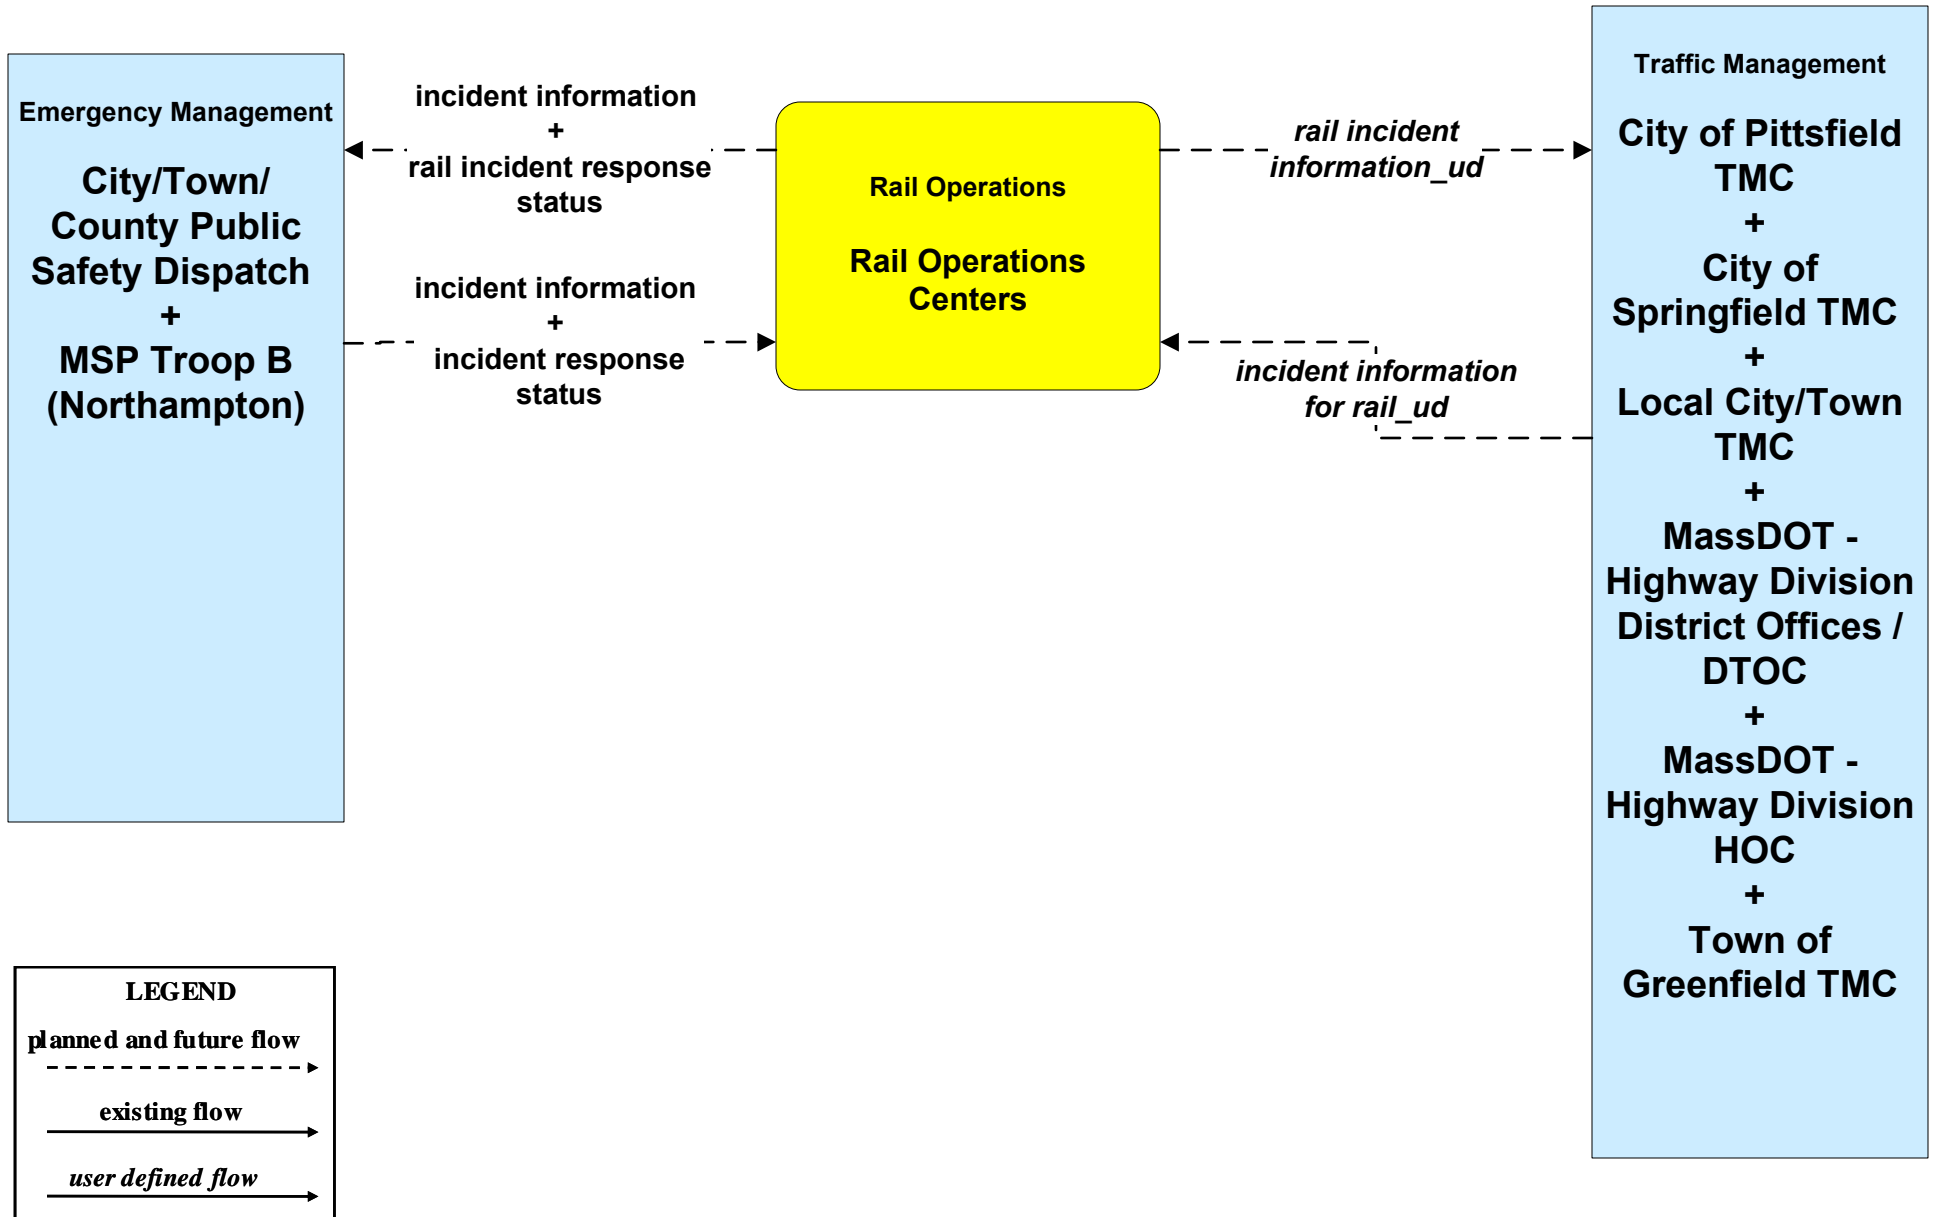 Emergency Management
City/Town/
County Public
Safety Dispatch
+
MSP Troop B
(Northampton)
incident information
+
rail incident response
status
incident information
+
incident response
status
Rail Operations
Rail Operations
Centers
rail incident
information_ud
incident information
for rail_ud
Traffic Management
City of Pittsfield
TMC
+
City of
Springfield TMC
+
Local City/Town
TMC
+
MassDOT -
Highway Division
District Offices /
DTOC
+
MassDOT -
Highway Division
HOC
+
Town of
Greenfield TMC
LEGEND
planned and future flow
existing flow
user defined flow